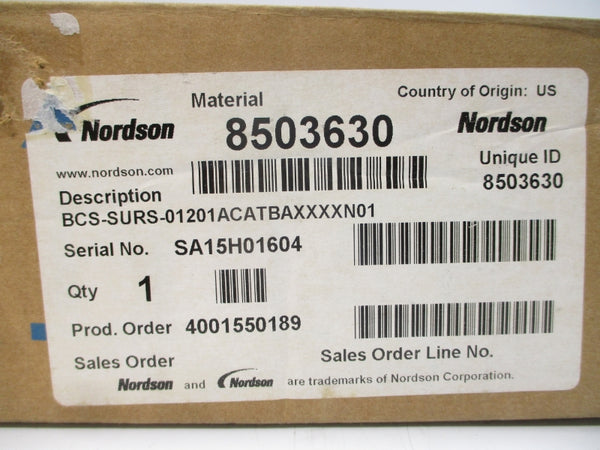 Nordson
Material
8503630
Country of Origin: US
Nordson
www.nordson.com
Unique ID
8503630
Description
BCS-SURS-01201ACATBAXXXXN01
Serial No. SA15H01604
Qty 1
Prod. Order 4001550189
Sales Order
Sales Order Line No.
Nordson and Nordson are trademarks of Nordson Corporation.